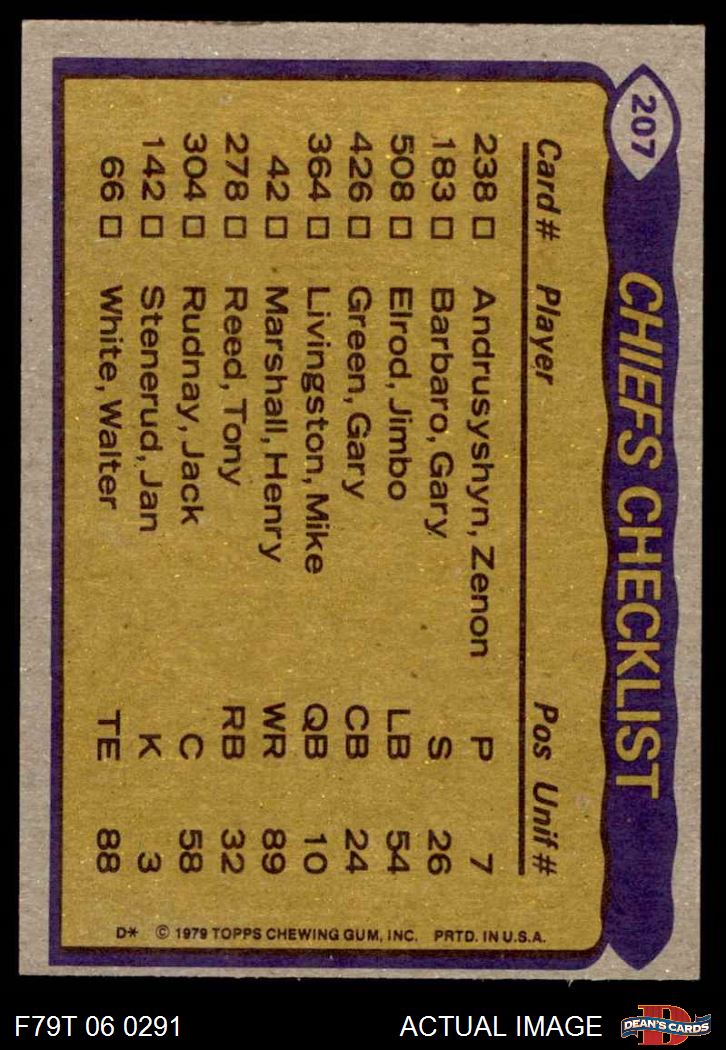 207
CHIEFS CHECKLIST
Card # Player Pos Unif #
238 □ Andrusyshyn, Zenon P 7
183 □ Barbaro, Gary S 26
508 □ Elrod, Jimbo LB 54
426 □ Green, Gary CB 24
364 □ Livingston, Mike QB 10
42 □ Marshall, Henry WR 89
278 □ Reed, Tony RB 32
304 □ Rudnay, Jack C 58
142 □ Stenerud, Jan K 3
66 □ White, Walter TE 88
D* © 1979 TOPPS CHEWING GUM, INC. PRTD. IN U.S.A.
F79T 06 0291
ACTUAL IMAGE
D
DEAN'S CARDS